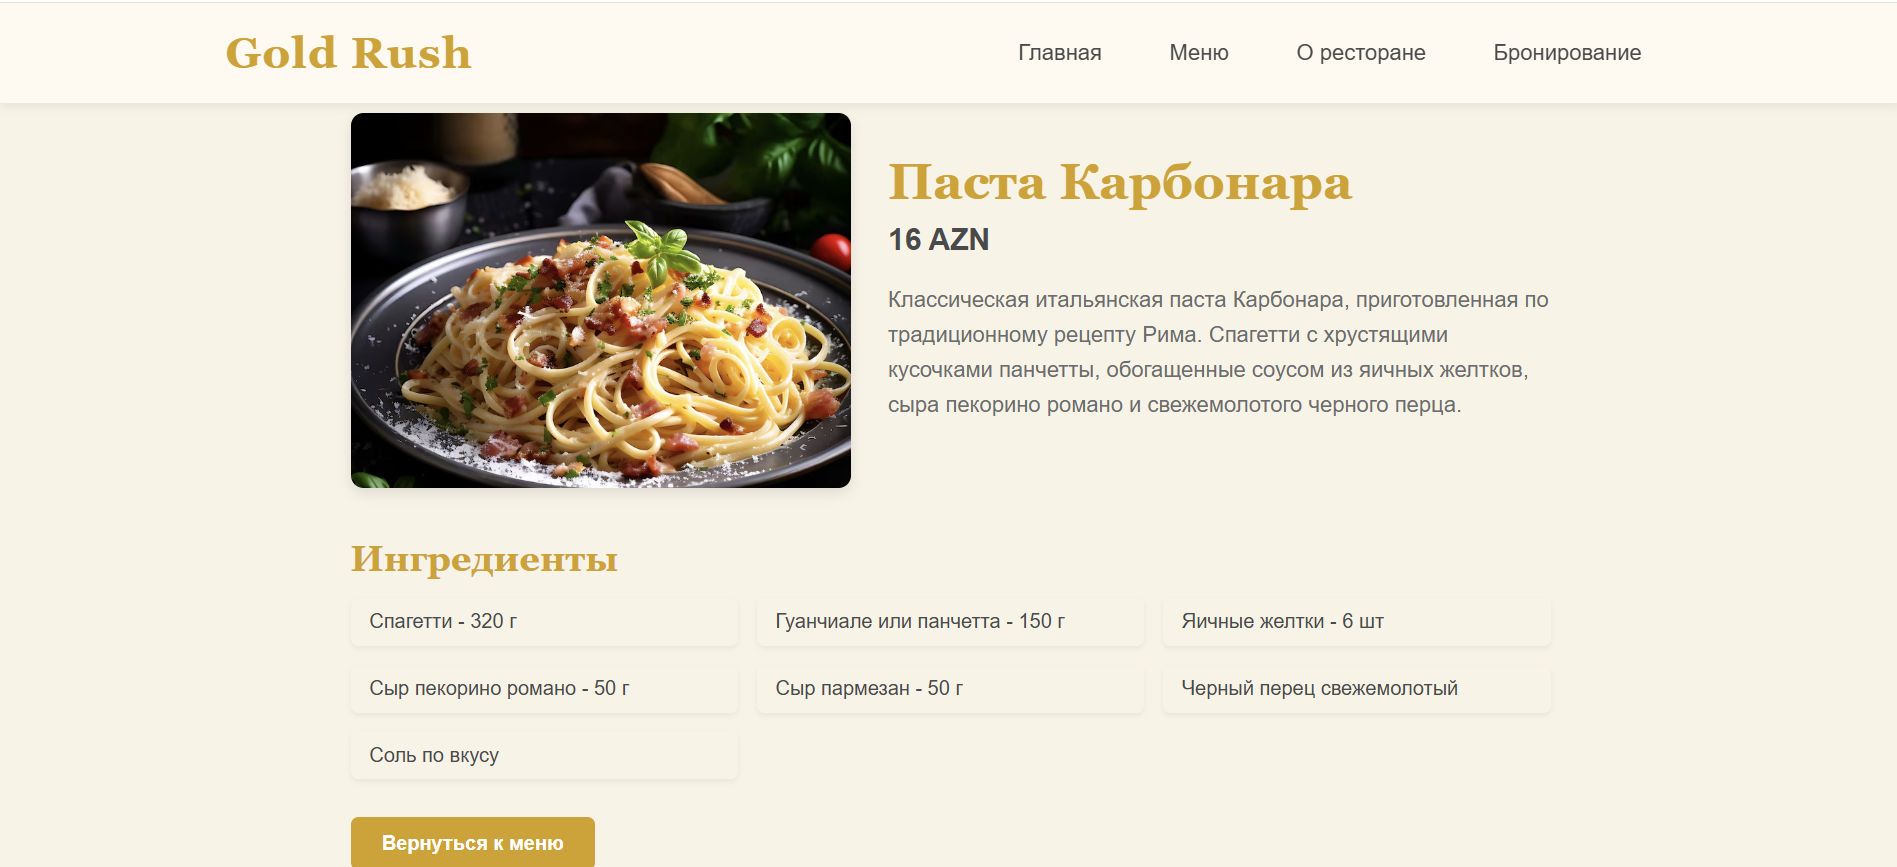 Gold Rush
Главная
Меню
О ресторане
Бронирование
Паста Карбонара
16 AZN
Классическая итальянская паста Карбонара, приготовленная по
традиционному рецепту Рима. Спагетти с хрустящими
кусочками панчетты, обогащенные соусом из яичных желтков,
сыра пекорино романо и свежемолотого черного перца.
Ингредиенты
Спагетти - 320 г
Гуанчиале или панчетта - 150 г
Яичные желтки - 6 шт
Сыр пекорино романо - 50 г
Сыр пармезан - 50 г
Черный перец свежемолотый
Соль по вкусу
Вернуться к меню